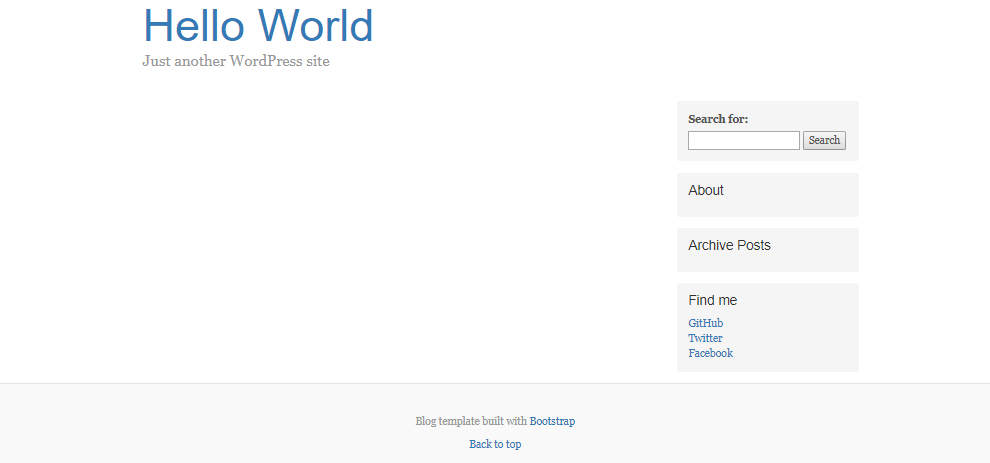 Hello World
Just another WordPress site
Search for:
Search
About
Archive Posts
Find me
GitHub
Twitter
Facebook
Blog template built with Bootstrap
Back to top